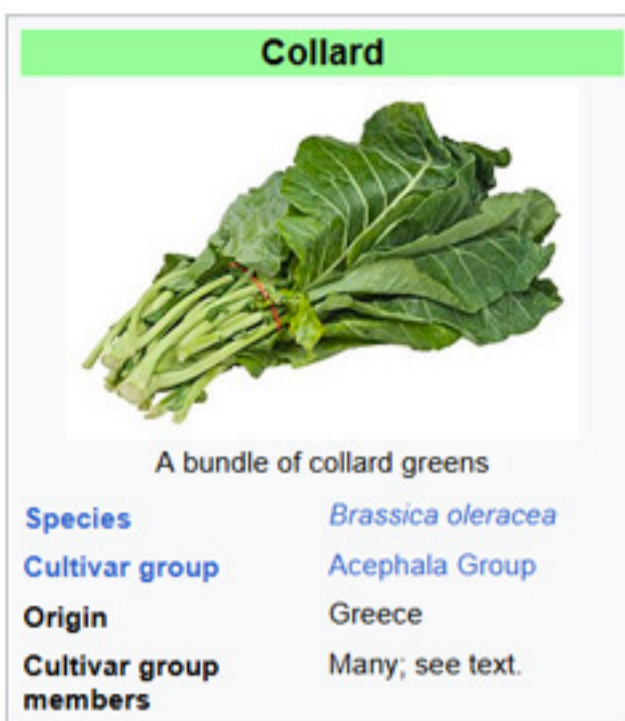 Collard
A bundle of collard greens
Species Brassica oleracea
Cultivar group Acephala Group
Origin Greece
Cultivar group Many; see text.
members